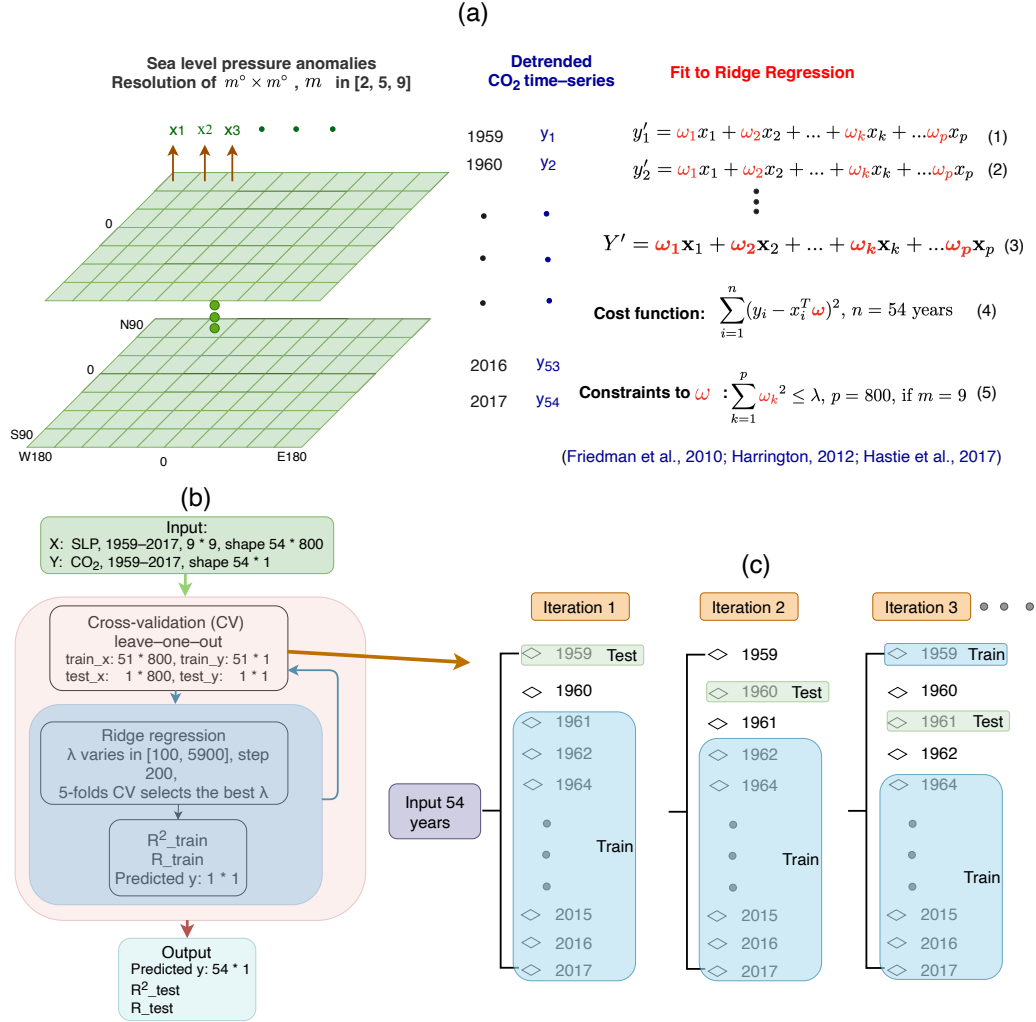 (a)
Sea level pressure anomalies
Resolution of m° × m° , m in [2, 5, 9]
x1 x2 x3
0
N90
0
S90
W180
0
E180
Detrended
CO₂ time–series
1959 y₁
1960 y₂
2016 y₅₃
2017 y₅₄
Fit to Ridge Regression
y′₁ = ω₁x₁ + ω₂x₂ + ... + ωₖxₖ + ...ωₚxₚ (1)
y′₂ = ω₁x₁ + ω₂x₂ + ... + ωₖxₖ + ...ωₚxₚ (2)
Y′ = ω₁x₁ + ω₂x₂ + ... + ωₖxₖ + ...ωₚxₚ (3)
Cost function: ∑ⁿᵢ₌₁(yᵢ − xᵢᵀω)², n = 54 years (4)
Constraints to ω : ∑ᵖₖ₌₁ ωₖ² ≤ λ, p = 800, if m = 9 (5)
(Friedman et al., 2010; Harrington, 2012; Hastie et al., 2017)
(b)
Input:
X: SLP, 1959–2017, 9 * 9, shape 54 * 800
Y: CO₂, 1959–2017, shape 54 * 1
Cross-validation (CV)
leave–one–out
train_x: 51 * 800, train_y: 51 * 1
test_x: 1 * 800, test_y: 1 * 1
Ridge regression
λ varies in [100, 5900], step
200,
5-folds CV selects the best λ
R²_train
R_train
Predicted y: 1 * 1
Output
Predicted y: 54 * 1
R²_test
R_test
(c)
Input 54
years
Iteration 1
1959 Test
1960
1961
1962
1964
Train
2015
2016
2017
Iteration 2
1959
1960 Test
1961
1962
1964
Train
2015
2016
2017
Iteration 3
1959 Train
1960
1961 Test
1962
1964
Train
2015
2016
2017